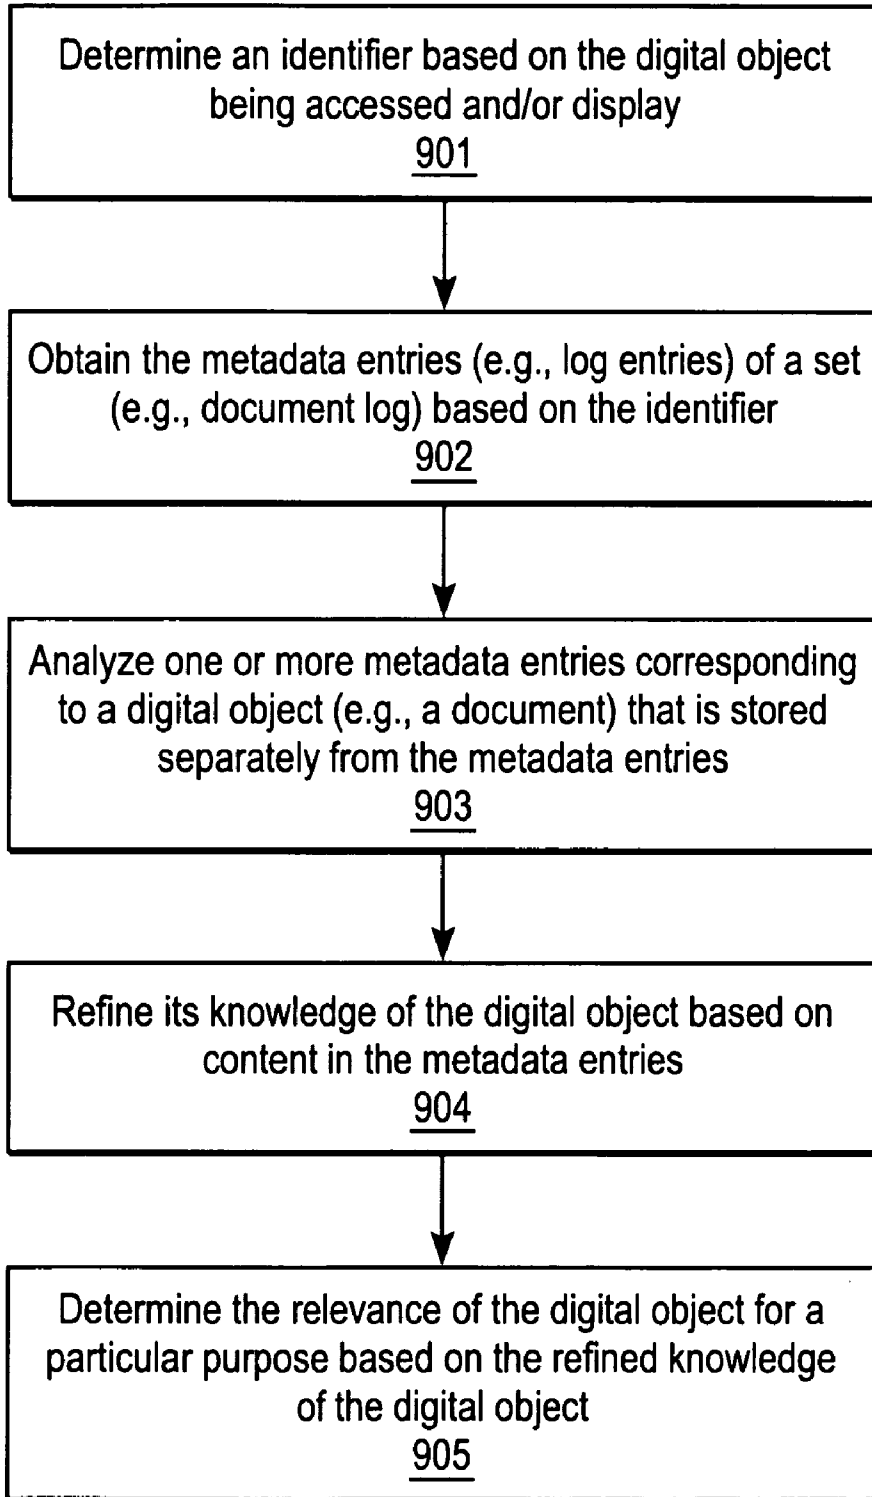 Determine an identifier based on the digital object
being accessed and/or display
901
Obtain the metadata entries (e.g., log entries) of a set
(e.g., document log) based on the identifier
902
Analyze one or more metadata entries corresponding
to a digital object (e.g., a document) that is stored
separately from the metadata entries
903
Refine its knowledge of the digital object based on
content in the metadata entries
904
Determine the relevance of the digital object for a
particular purpose based on the refined knowledge
of the digital object
905